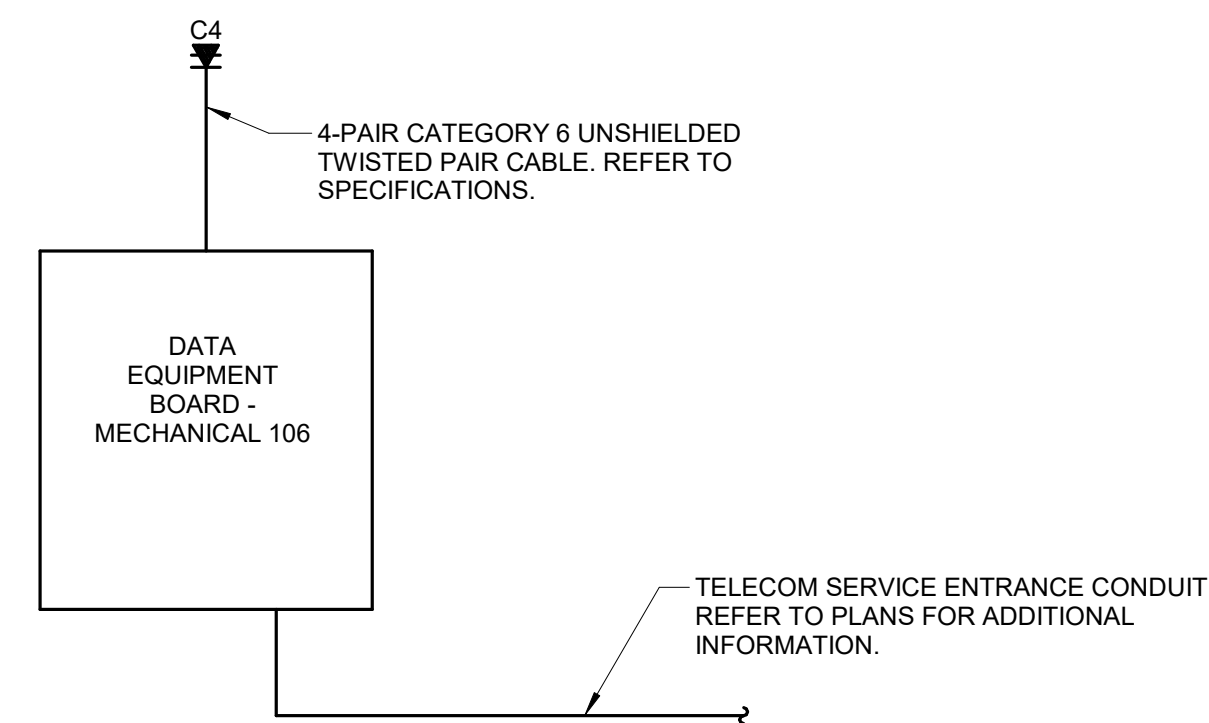 C4
4-PAIR CATEGORY 6 UNSHIELDED
TWISTED PAIR CABLE. REFER TO
SPECIFICATIONS.
DATA
EQUIPMENT
BOARD -
MECHANICAL 106
TELECOM SERVICE ENTRANCE CONDUIT
REFER TO PLANS FOR ADDITIONAL
INFORMATION.